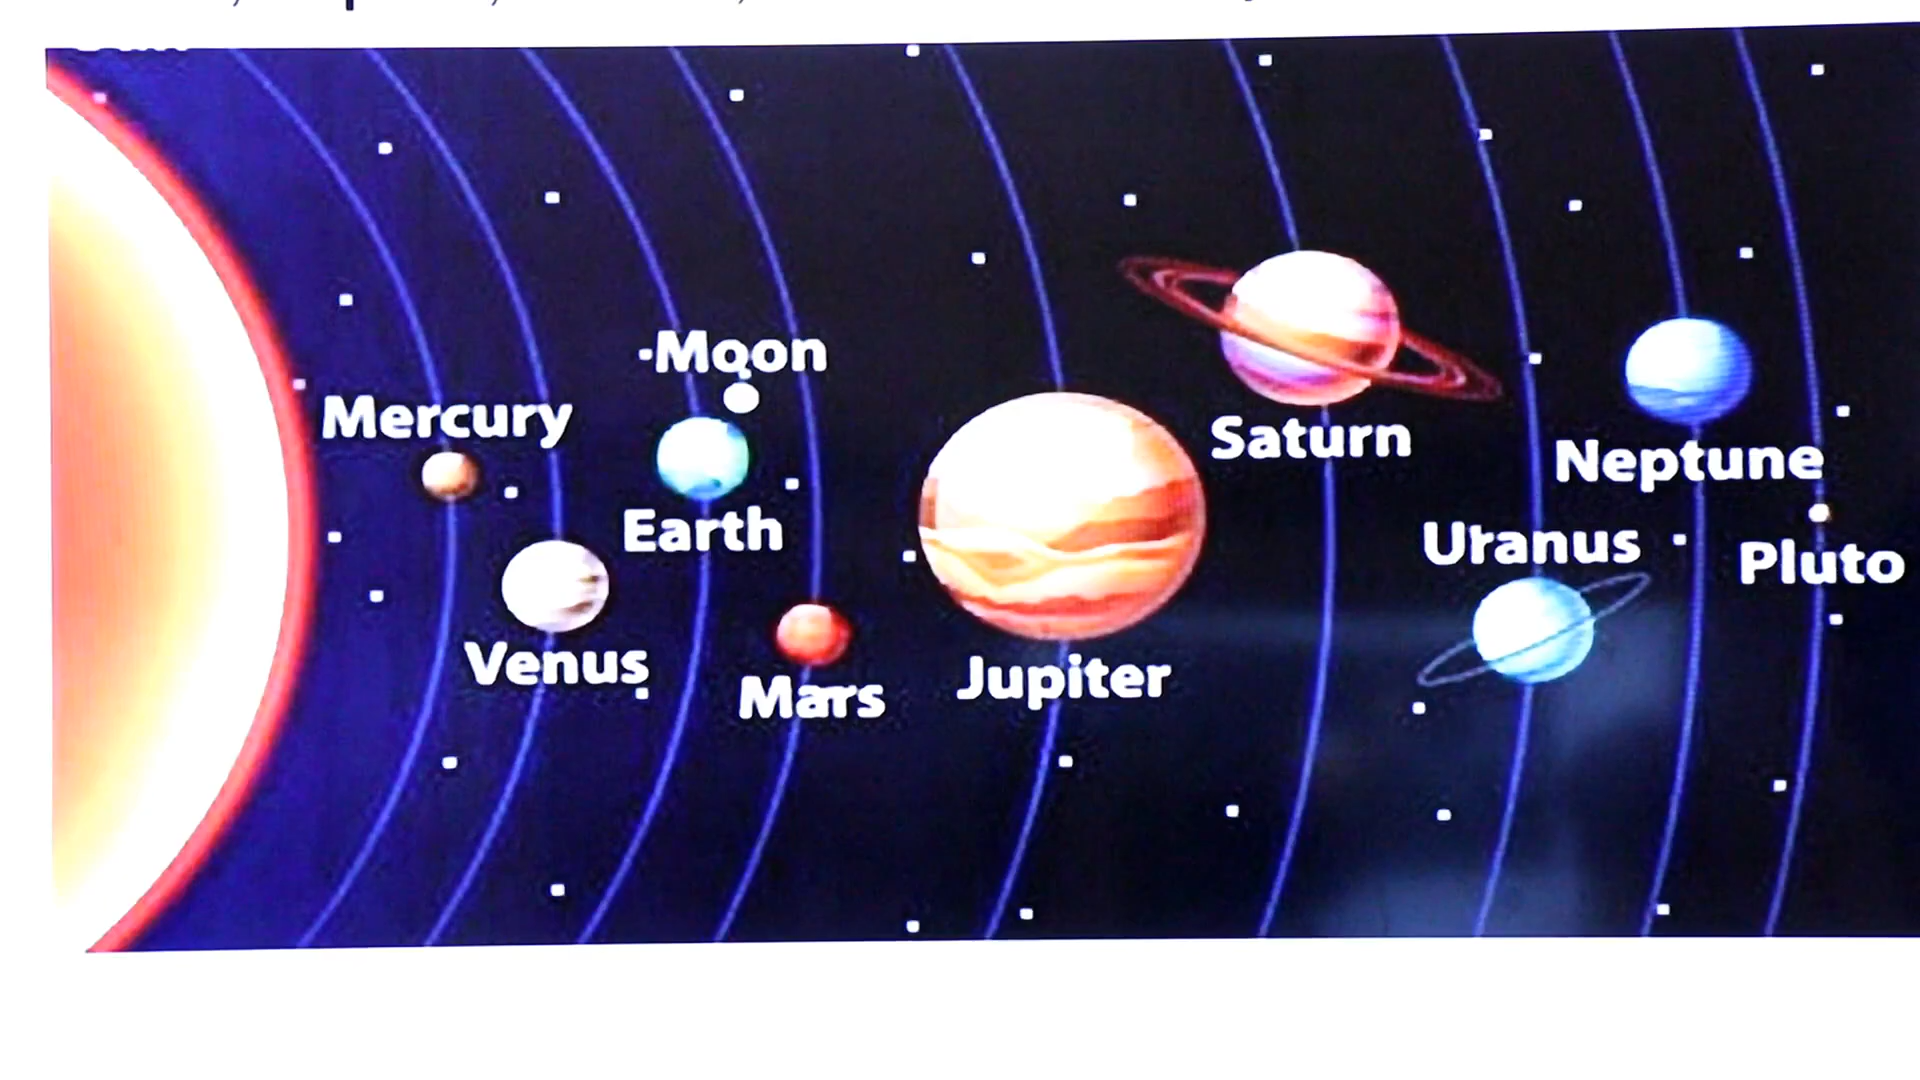 Moon
Mercury
Earth
Venus
Mars
Jupiter
Saturn
Neptune
Uranus
Pluto